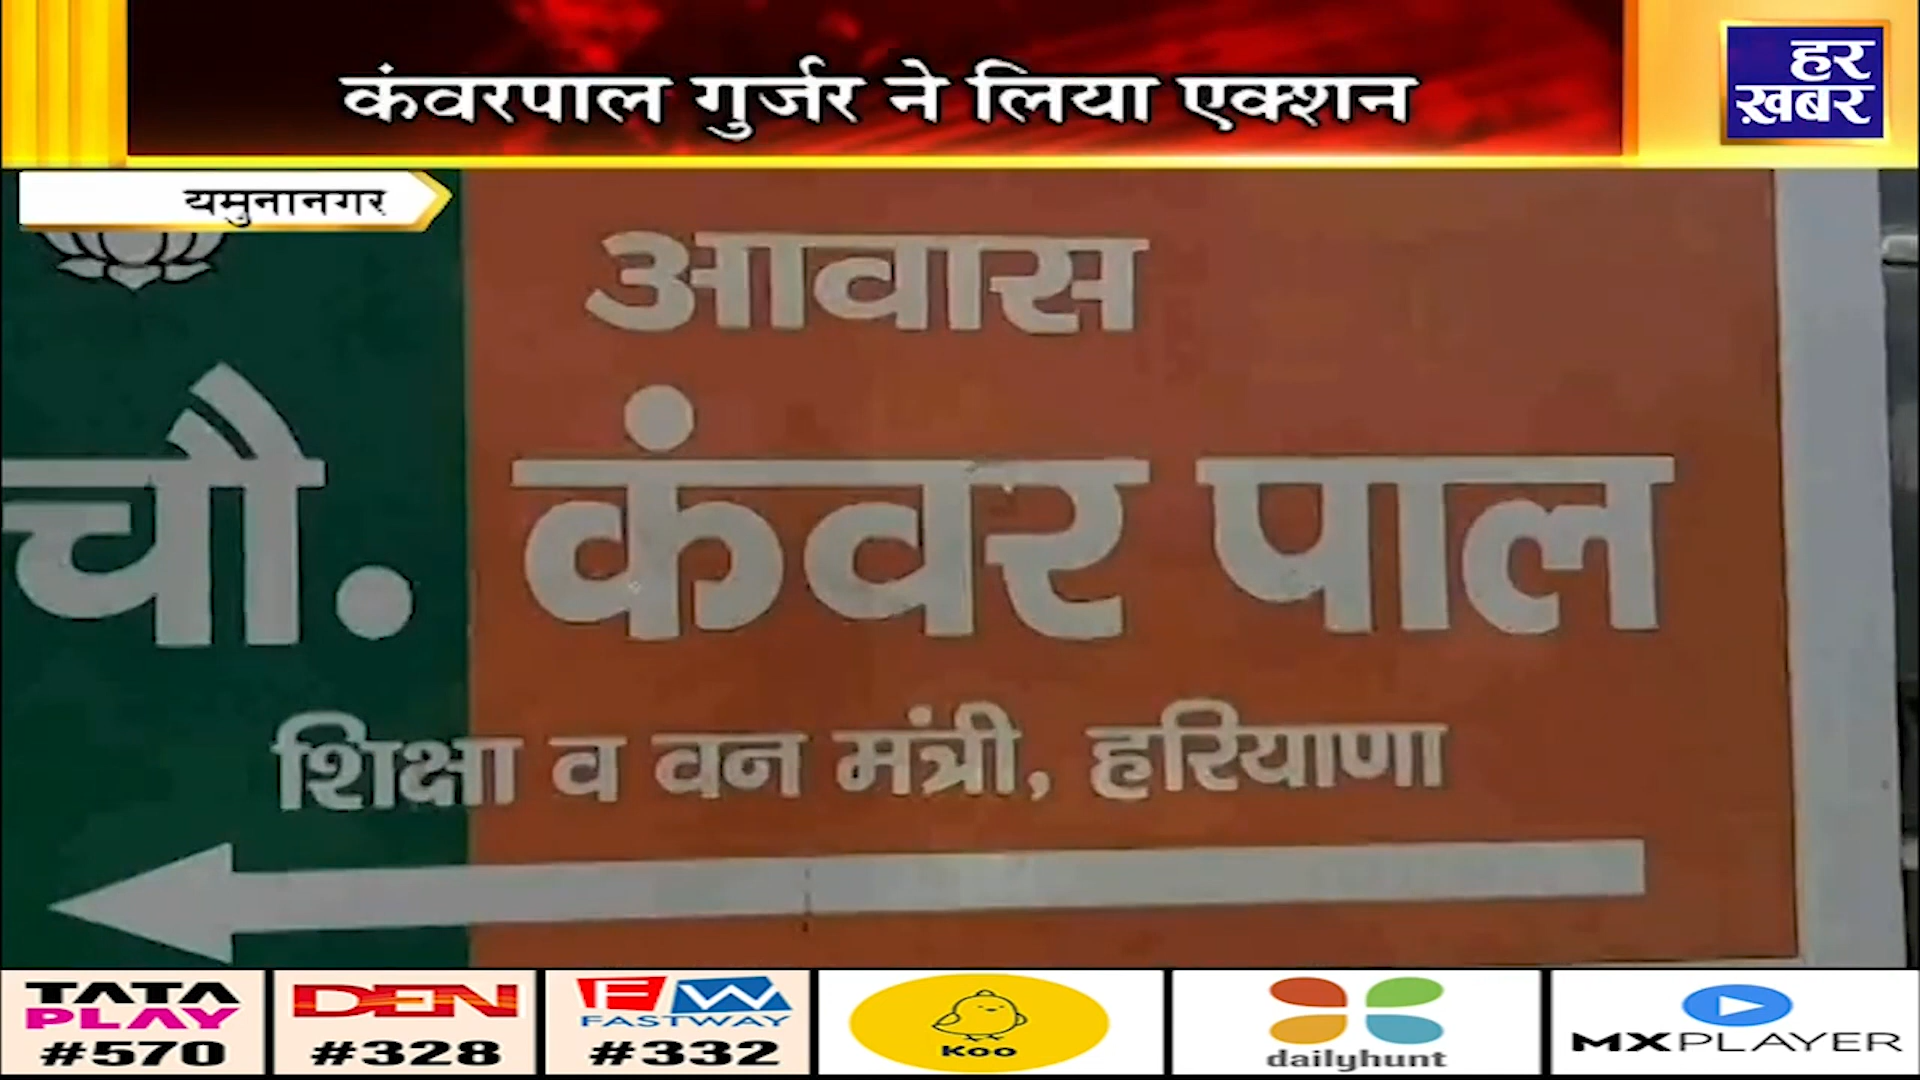 कंवरपाल गुर्जर ने लिया एक्शन
हर
ख़बर
यमुनानगर
आवास
चौ. कंवर पाल
शिक्षा व वन मंत्री, हरियाणा
TATA
PLAY
#570
DEN
#328
FW
FASTWAY
#332
Koo
dailyhunt
MXPLAYER